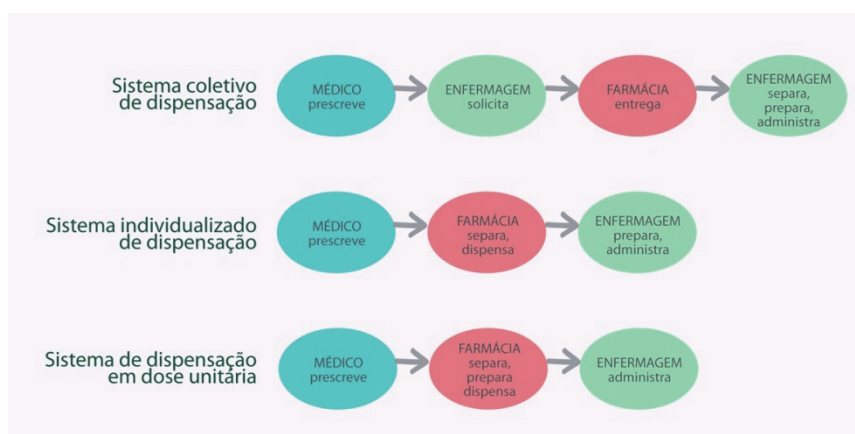 Sistema coletivo
de dispensação
MÉDICO
prescreve
ENFERMAGEM
solicita
FARMÁCIA
entrega
ENFERMAGEM
separa,
prepara,
administra
Sistema individualizado
de dispensação
MÉDICO
prescreve
FARMÁCIA
separa,
dispensa
ENFERMAGEM
prepara,
administra
Sistema de dispensação
em dose unitária
MÉDICO
prescreve
FARMÁCIA
separa,
prepara
dispensa
ENFERMAGEM
administra